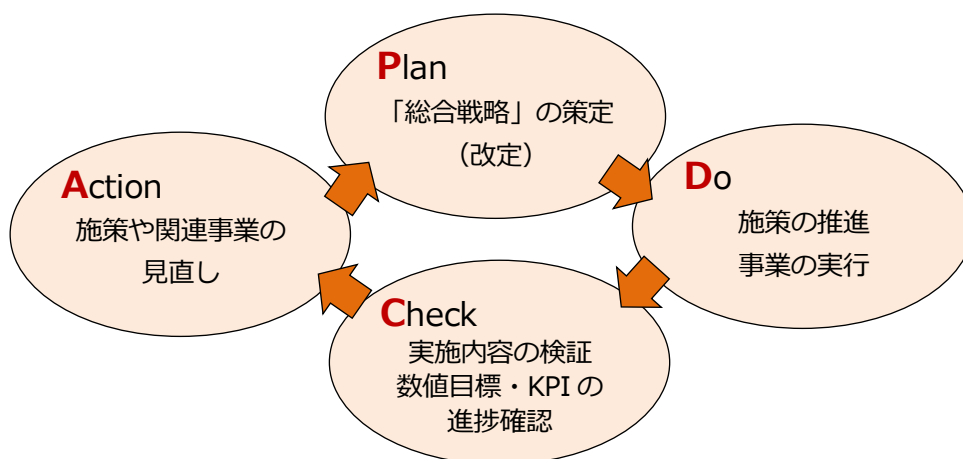 Plan
「総合戦略」の策定
（改定）
Do
施策の推進
事業の実行
Check
実施内容の検証
数値目標・KPI の
進捗確認
Action
施策や関連事業の
見直し